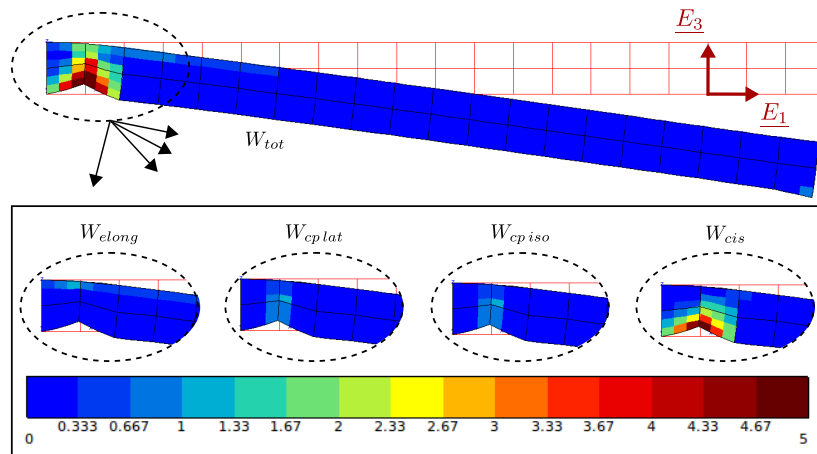 E3
E1
Wtot
Welong
Wcp lat
Wcp iso
Wcis
0 0.333 0.667 1 1.33 1.67 2 2.33 2.67 3 3.33 3.67 4 4.33 4.67 5